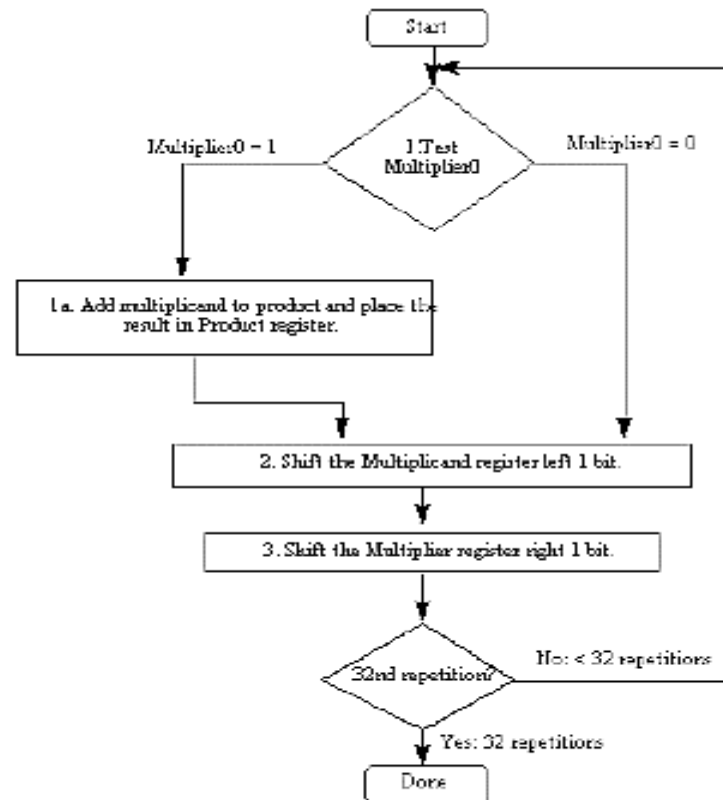 Start
1. Test
Multiplier0
Multiplier0 = 1
Multiplier0 = 0
1a. Add multiplicand to product and place the
result in Product register.
2. Shift the Multiplicand register left 1 bit.
3. Shift the Multiplier register right 1 bit.
32nd repetition?
No: < 32 repetitions
Yes: 32 repetitions
Done